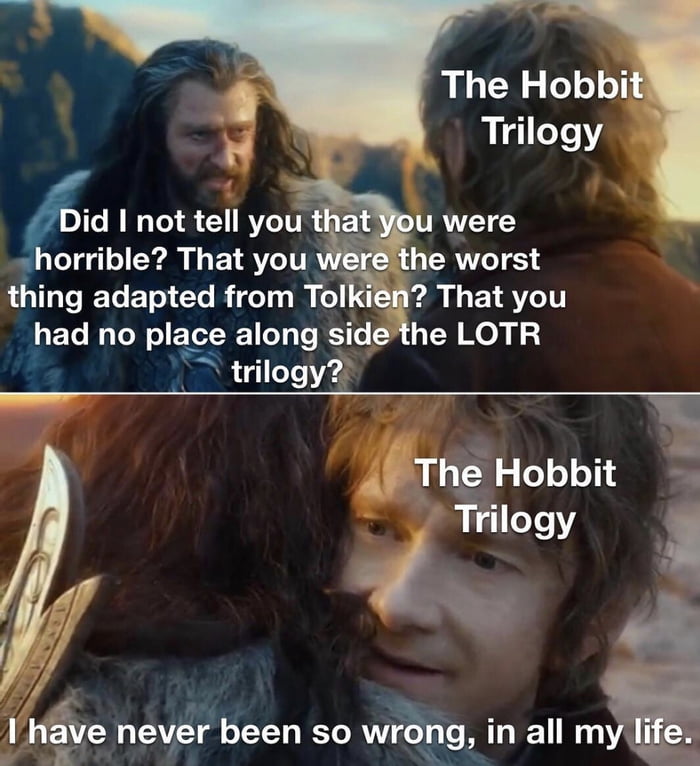 The Hobbit
Trilogy
Did I not tell you that you were
horrible? That you were the worst
thing adapted from Tolkien? That you
had no place along side the LOTR
trilogy?
The Hobbit
Trilogy
I have never been so wrong, in all my life.